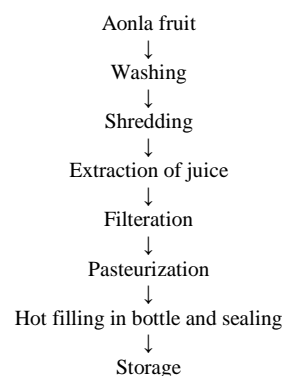 Aonla fruit
↓
Washing
↓
Shredding
↓
Extraction of juice
↓
Filteration
↓
Pasteurization
↓
Hot filling in bottle and sealing
↓
Storage